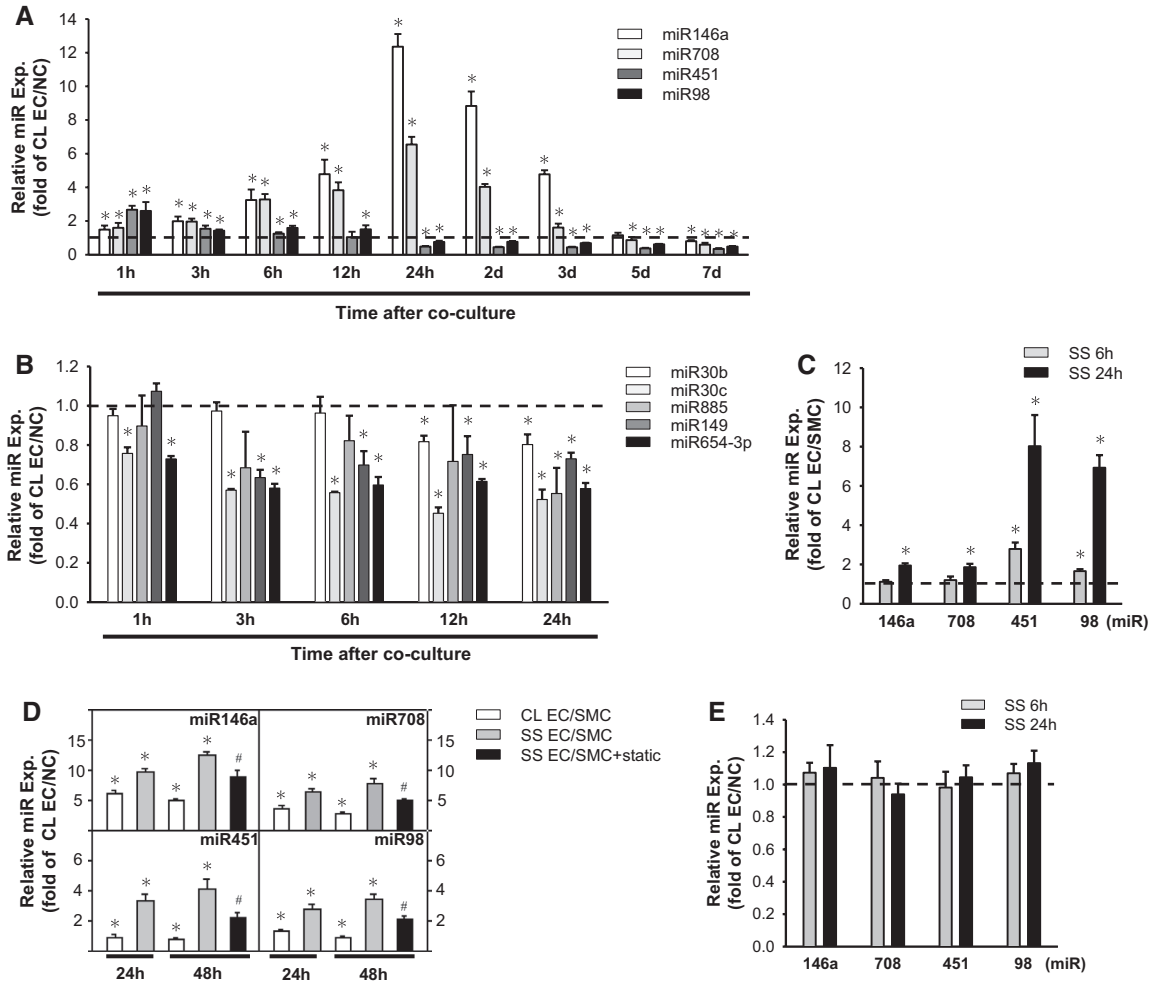 A
Relative miR Exp.
(fold of CL EC/NC)
14
12
10
8
6
4
2
0
miR146a
miR708
miR451
miR98
* * * *
* * * *
* * * *
* * *
* * * *
* * * *
* * * *
* * *
* * * *
1h 3h 6h 12h 24h 2d 3d 5d 7d
Time after co-culture
B
Relative miR Exp.
(fold of CL EC/NC)
1.2
1.0
0.8
0.6
0.4
0.2
0.0
miR30b
miR30c
miR885
miR149
miR654-3p
* *
* * *
* * *
* * * *
* * * * *
1h 3h 6h 12h 24h
Time after co-culture
C
Relative miR Exp.
(fold of CL EC/SMC)
12
10
8
6
4
2
0
SS 6h
SS 24h
* * * * * *
146a 708 451 98 (miR)
D
Relative miR Exp.
(fold of CL EC/NC)
miR146a
15
10
5
* * * * #
miR708
15
10
5
* * * * #
CL EC/SMC
SS EC/SMC
SS EC/SMC+static
miR451
6
4
2
* * * * #
miR98
6
4
2
* * * * #
24h 48h 24h 48h
E
Relative miR Exp.
(fold of CL EC/NC)
1.4
1.2
1.0
0.8
0.6
0.4
0.2
0.0
SS 6h
SS 24h
146a 708 451 98 (miR)